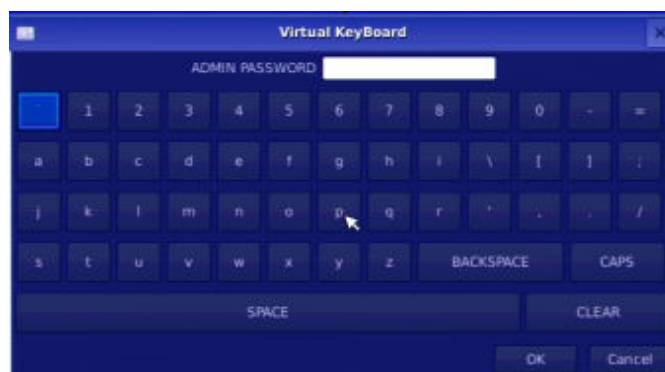 Virtual KeyBoard
ADMIN PASSWORD
` 1 2 3 4 5 6 7 8 9 0 - =
a b c d e f g h i \ [ ] ;
j k l m n o p q r ' , . /
s t u v w x y z BACKSPACE CAPS
SPACE CLEAR
OK Cancel